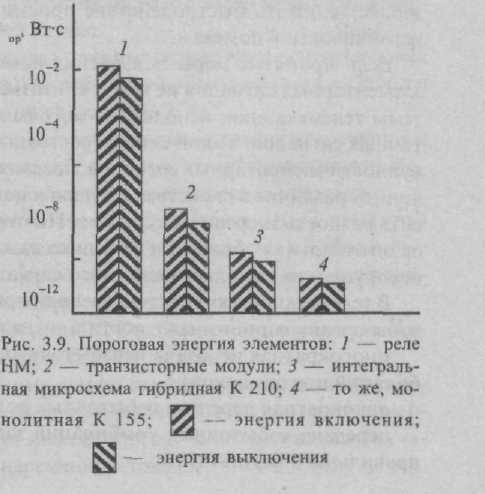 ор, Вт·с
10⁻²
10⁻⁴
10⁻⁸
10⁻¹²
1
2
3
4
Рис. 3.9. Пороговая энергия элементов: 1 — реле
НМ; 2 — транзисторные модули; 3 — интеграль-
ная микросхема гибридная К 210; 4 — то же, мо-
нолитная К 155; — энергия включения;
— энергия выключения